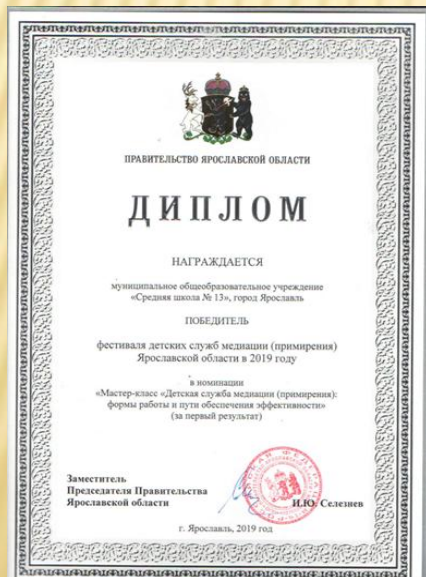 ПРАВИТЕЛЬСТВО ЯРОСЛАВСКОЙ ОБЛАСТИ
ДИПЛОМ
НАГРАЖДАЕТСЯ
муниципальное общеобразовательное учреждение
«Средняя школа № 13», город Ярославль
ПОБЕДИТЕЛЬ
фестиваля детских служб медиации (примирения)
Ярославской области в 2019 году
в номинации
«Мастер-класс «Детская служба медиации (примирения):
формы работы и пути обеспечения эффективности»
(за первый результат)
Заместитель
Председателя Правительства
Ярославской области
И.Ю. Селезнев
г. Ярославль, 2019 год